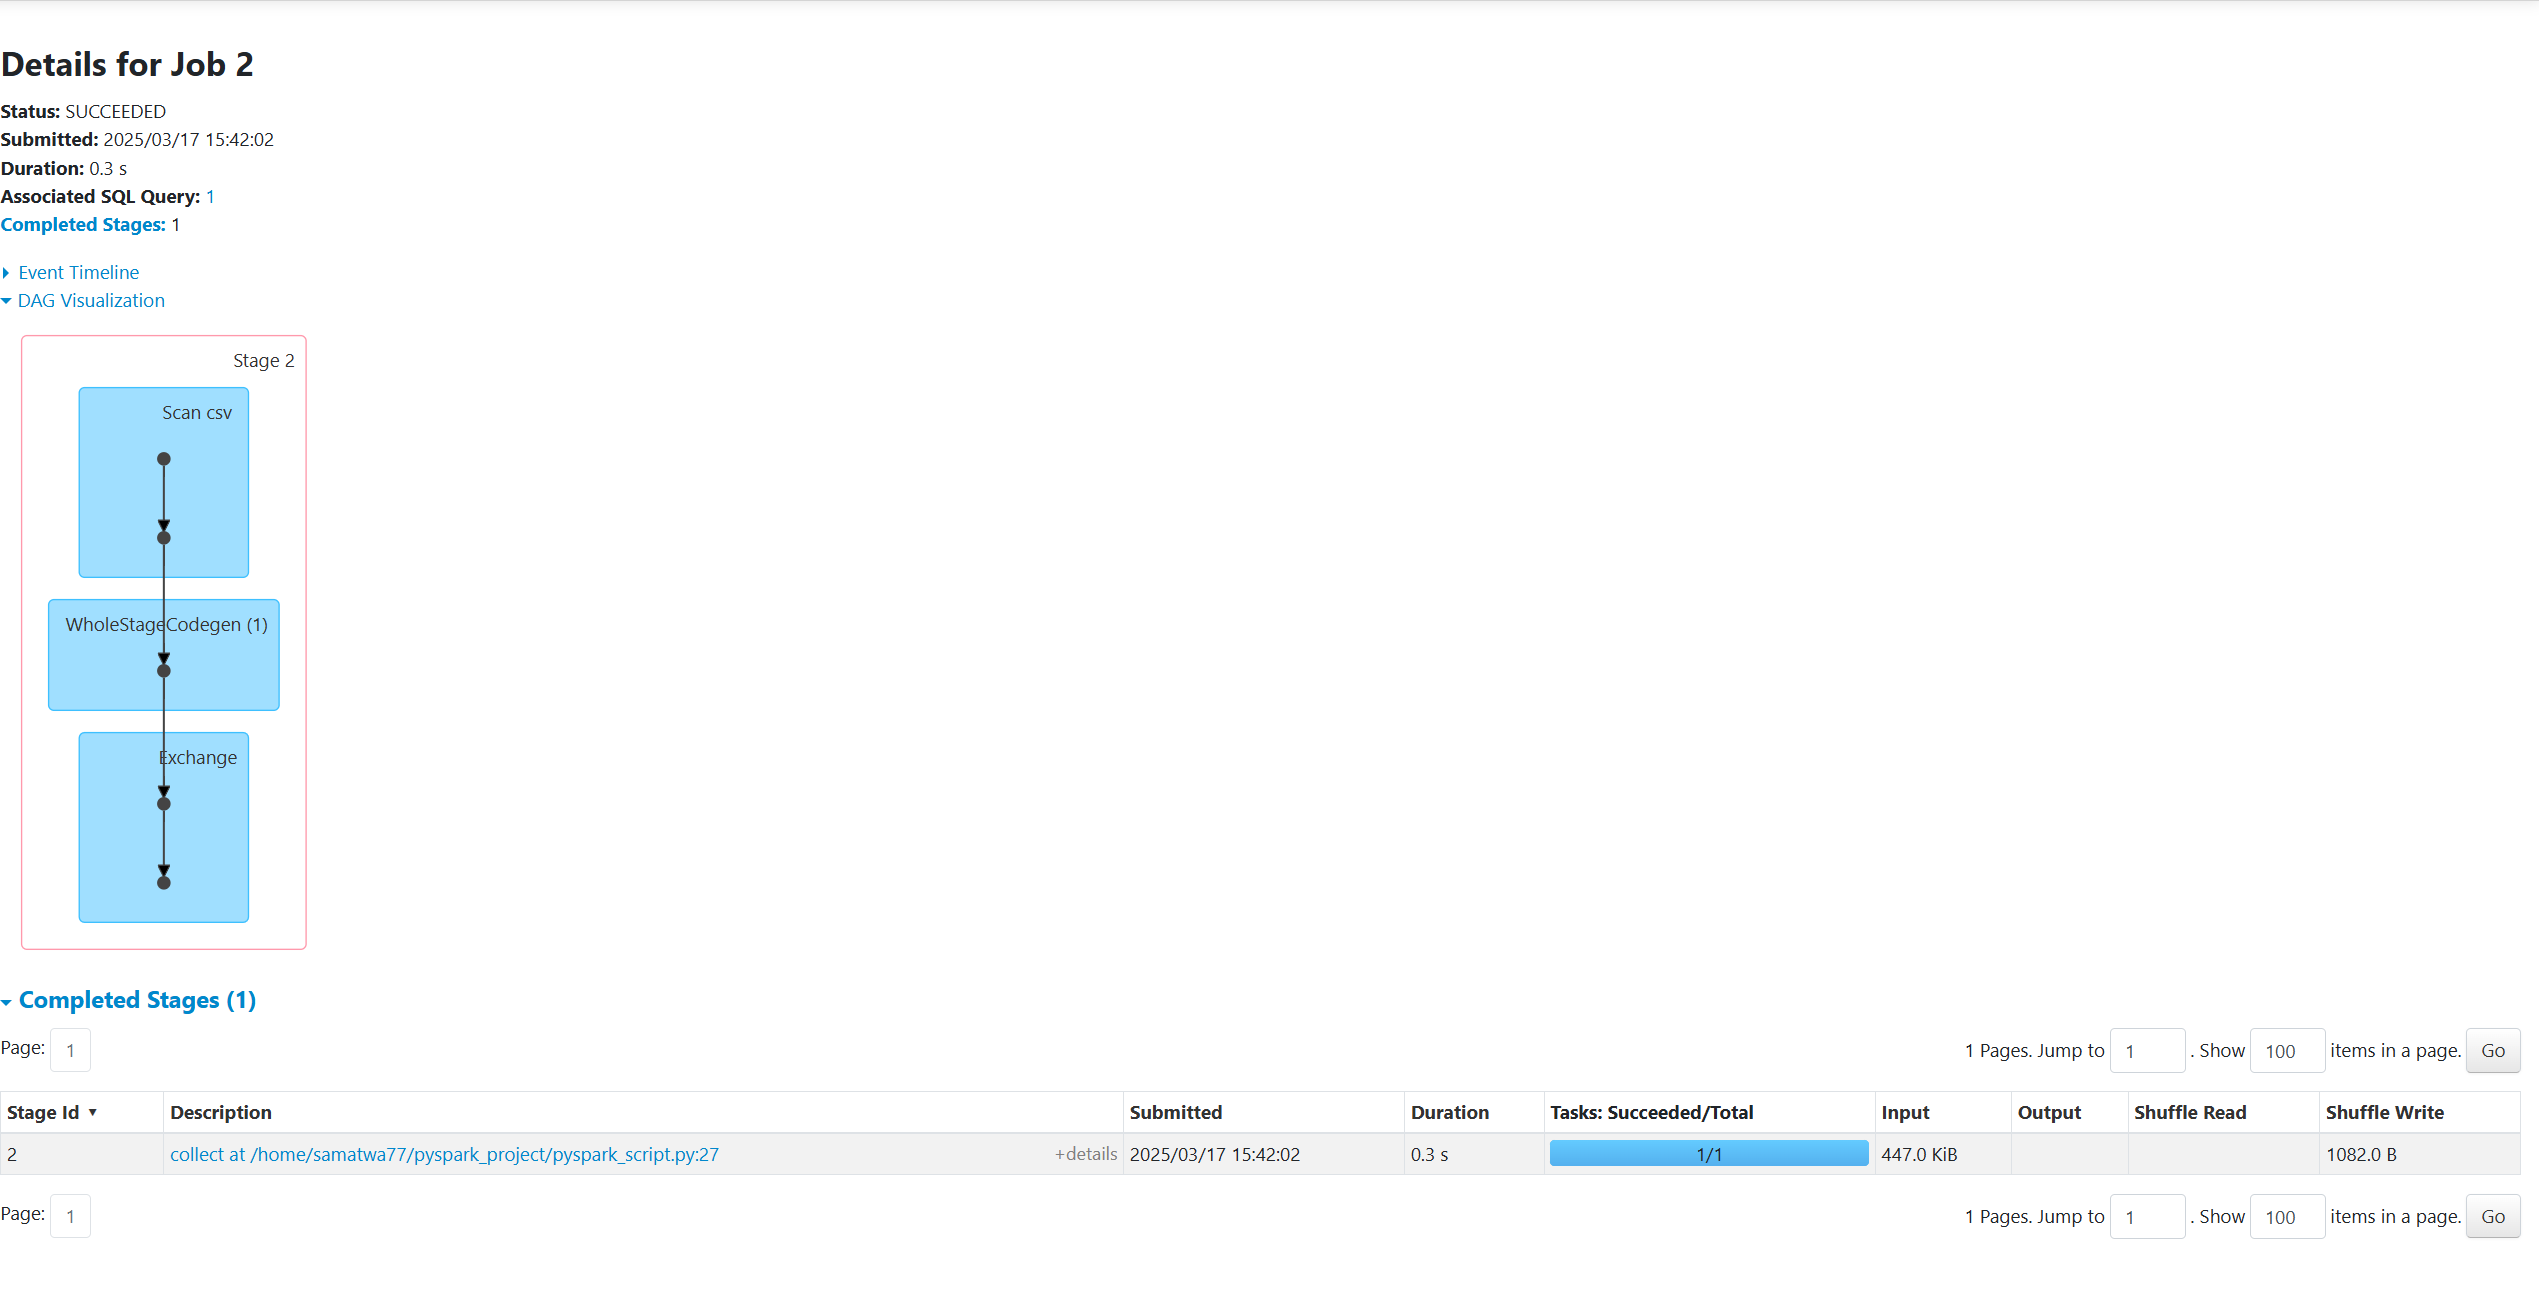 Details for Job 2
Status: SUCCEEDED
Submitted: 2025/03/17 15:42:02
Duration: 0.3 s
Associated SQL Query: 1
Completed Stages: 1
Event Timeline
DAG Visualization
Stage 2
Scan csv
WholeStageCodegen (1)
Exchange
Completed Stages (1)
Page: 1 1 Pages. Jump to 1 . Show 100 items in a page. Go
Stage Id ▼ Description Submitted Duration Tasks: Succeeded/Total Input Output Shuffle Read Shuffle Write
2 collect at /home/samatwa77/pyspark_project/pyspark_script.py:27 +details 2025/03/17 15:42:02 0.3 s 1/1 447.0 KiB 1082.0 B
Page: 1 1 Pages. Jump to 1 . Show 100 items in a page. Go